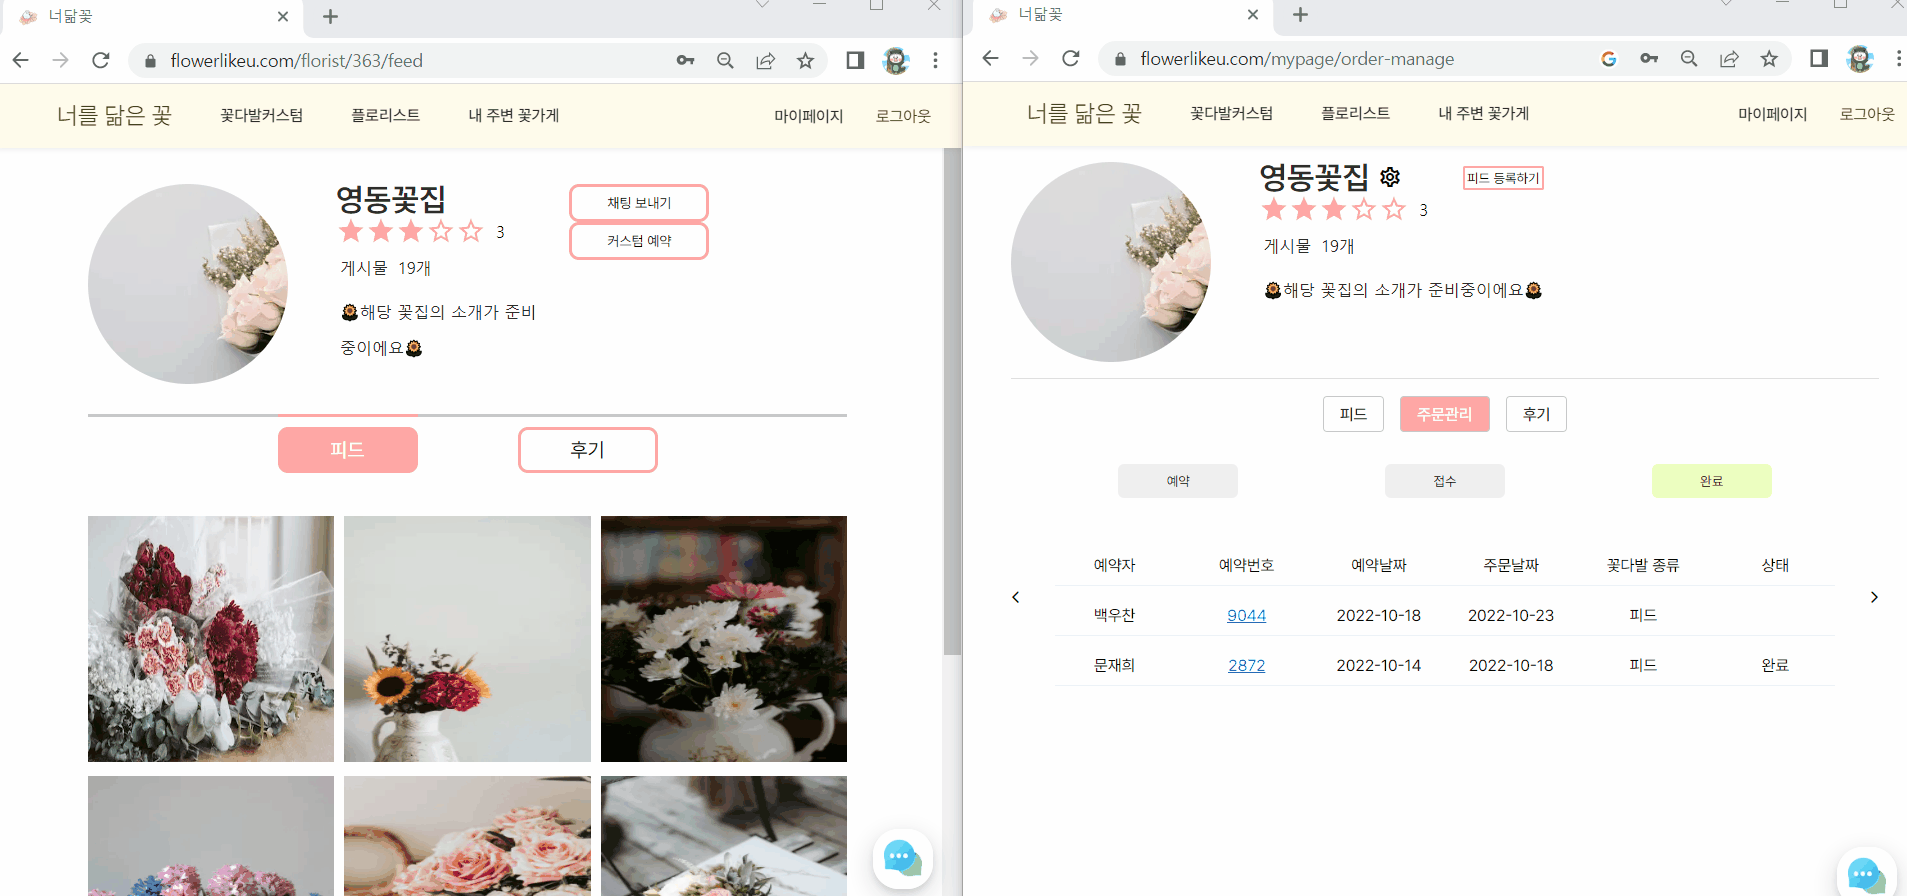 너닮꽃
flowerlikeu.com/florist/363/feed
너를 닮은 꽃 꽃다발커스텀 플로리스트 내 주변 꽃가게 마이페이지 로그아웃
영동꽃집
채팅 보내기
3
커스텀 예약
게시물 19개
🌻해당 꽃집의 소개가 준비
중이에요🌻
피드 후기
너닮꽃
flowerlikeu.com/mypage/order-manage
너를 닮은 꽃 꽃다발커스텀 플로리스트 내 주변 꽃가게 마이페이지 로그아웃
영동꽃집 피드 등록하기
3
게시물 19개
🌻해당 꽃집의 소개가 준비중이에요🌻
피드 주문관리 후기
예약 접수 완료
예약자 예약번호 예약날짜 주문날짜 꽃다발 종류 상태
백우찬 9044 2022-10-18 2022-10-23 피드
문재희 2872 2022-10-14 2022-10-18 피드 완료